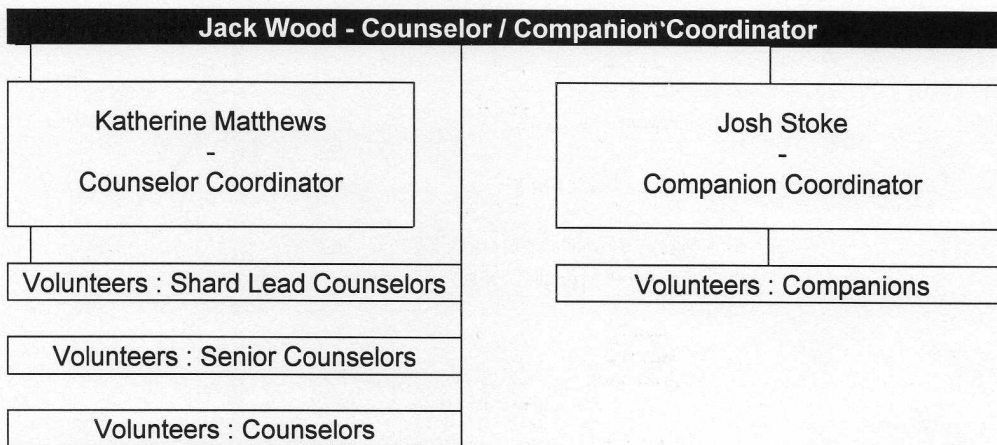 Jack Wood - Counselor / Companion Coordinator
Katherine Matthews
-
Counselor Coordinator
Josh Stoke
-
Companion Coordinator
Volunteers : Shard Lead Counselors
Volunteers : Companions
Volunteers : Senior Counselors
Volunteers : Counselors